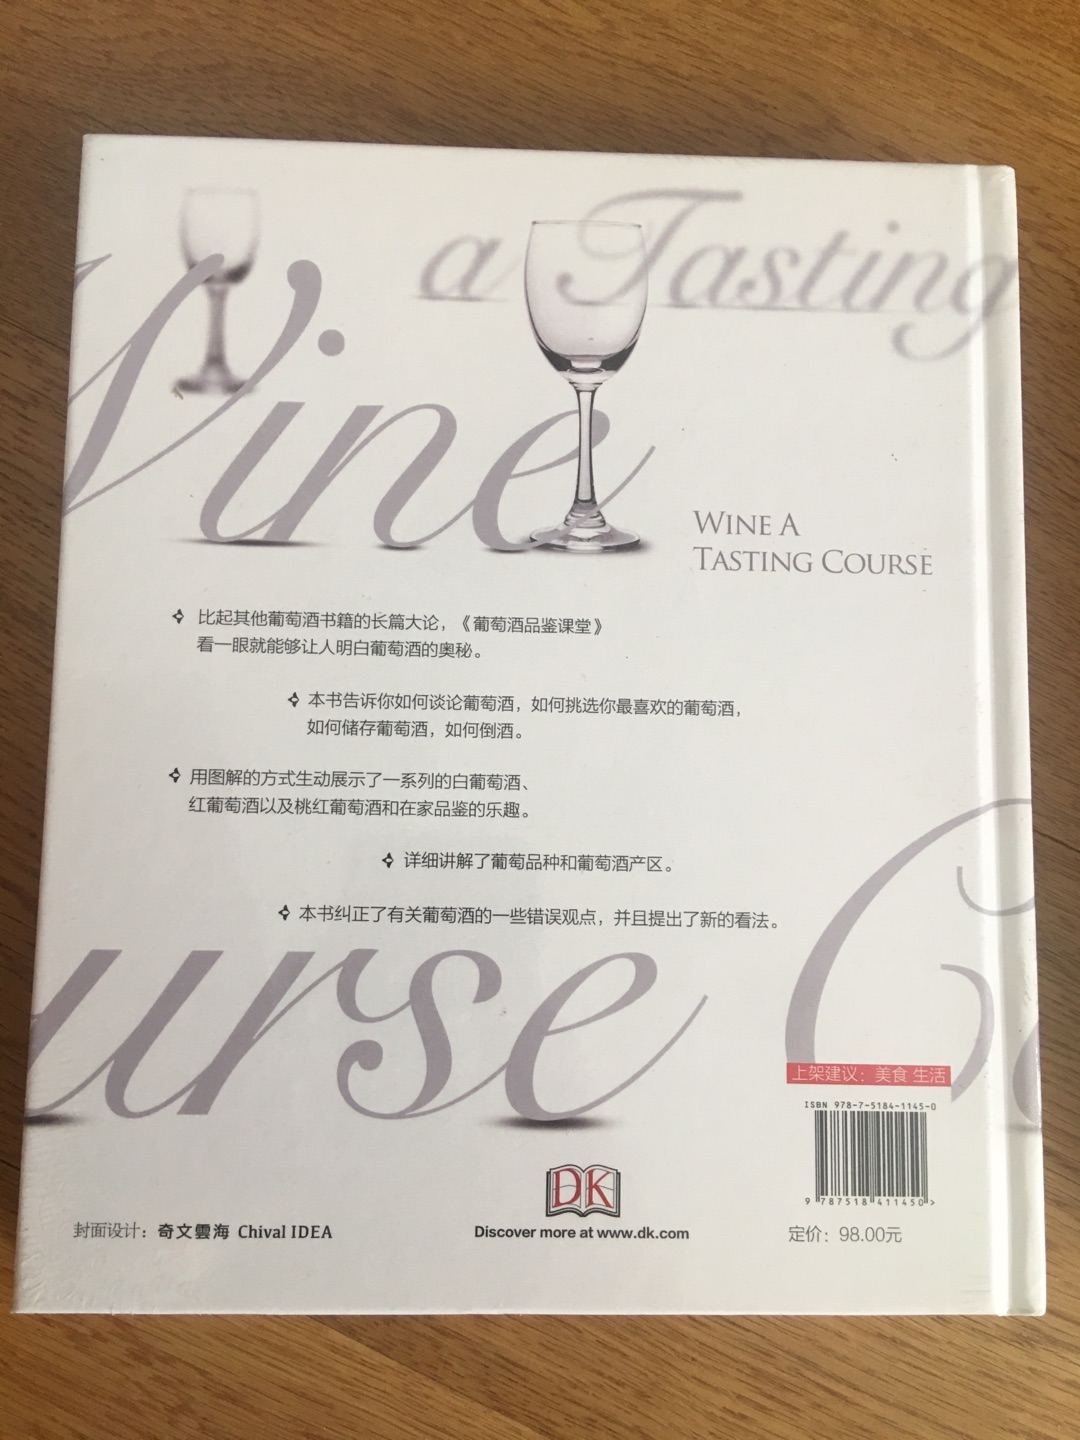 a Tasting
Wine
WINE A
TASTING COURSE
比起其他葡萄酒书籍的长篇大论，《葡萄酒品鉴课堂》
看一眼就能够让人明白葡萄酒的奥秘。
本书告诉你如何谈论葡萄酒，如何挑选你最喜欢的葡萄酒，
如何储存葡萄酒，如何倒酒。
用图解的方式生动展示了一系列的白葡萄酒、
红葡萄酒以及桃红葡萄酒和在家品鉴的乐趣。
详细讲解了葡萄品种和葡萄酒产区。
本书纠正了有关葡萄酒的一些错误观点，并且提出了新的看法。
urse Co
上架建议：美食 生活
ISBN 978-7-5184-1145-0
9 787518 411450 >
DK
封面设计：奇文雲海 Chival IDEA
Discover more at www.dk.com
定价：98.00元